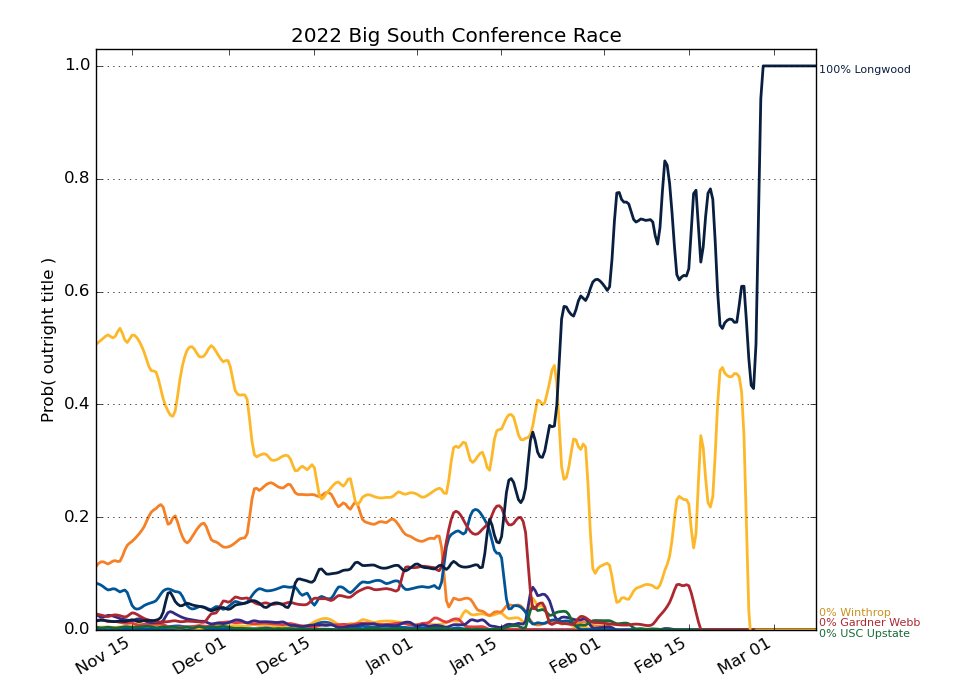 2022 Big South Conference Race
Prob( outright title )
1.0
0.8
0.6
0.4
0.2
0.0
Nov 15
Dec 01
Dec 15
Jan 01
Jan 15
Feb 01
Feb 15
Mar 01
100% Longwood
0% Winthrop
0% Gardner Webb
0% USC Upstate